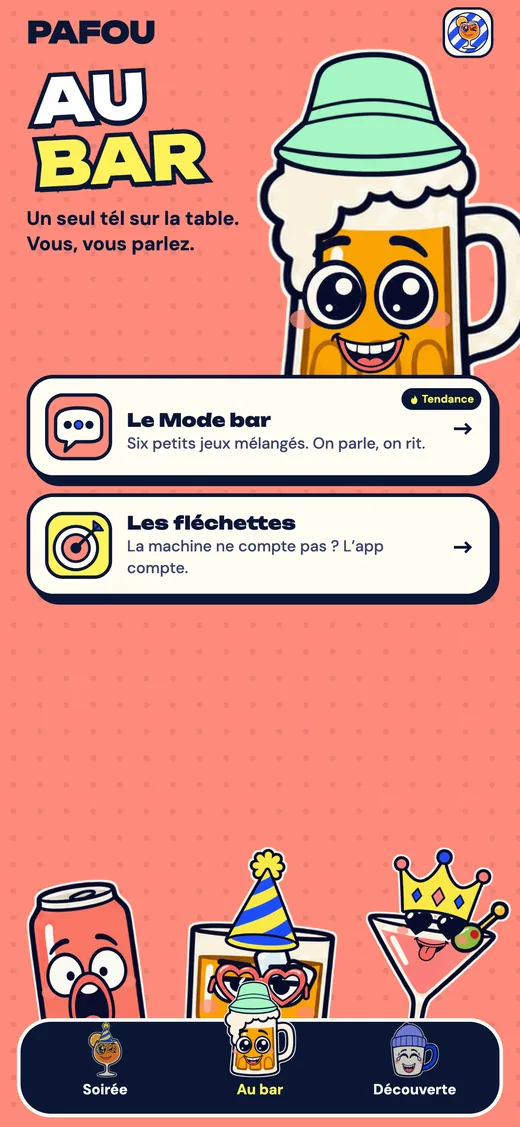 PAFOU
AU
BAR
Un seul tél sur la table.
Vous, vous parlez.
Tendance
Le Mode bar
Six petits jeux mélangés. On parle, on rit.
Les fléchettes
La machine ne compte pas ? L’app
compte.
Soirée
Au bar
Découverte